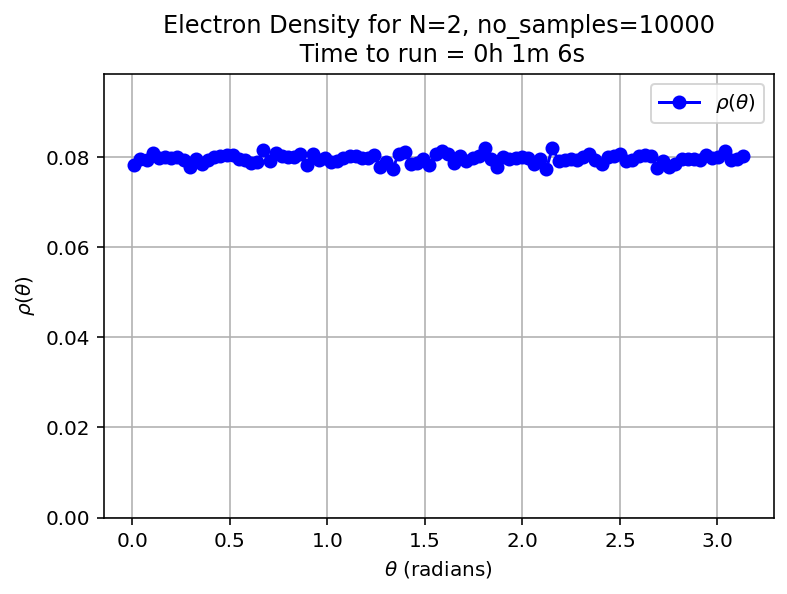 Electron Density for N=2, no_samples=10000
Time to run = 0h 1m 6s
ρ(θ)
0.08
0.06
0.04
0.02
0.00
ρ(θ)
0.0 0.5 1.0 1.5 2.0 2.5 3.0
θ (radians)